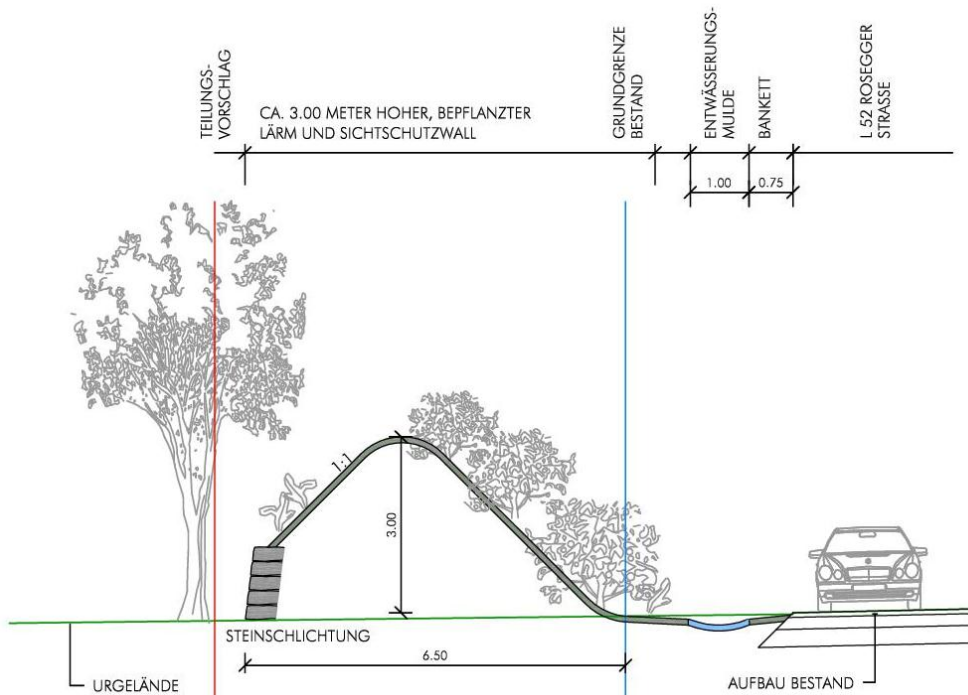 TEILUNGS-
VORSCHLAG
CA. 3.00 METER HOHER, BEPFLANZTER
LÄRM UND SICHTSCHUTZWALL
GRUNDGRENZE
BESTAND
ENTWÄSSERUNGS-
MULDE
BANKETT
L52 ROSEGGER
STRASSE
1.00
0.75
1:1
3.00
STEINSCHLICHTUNG
6.50
URGELÄNDE
AUFBAU BESTAND